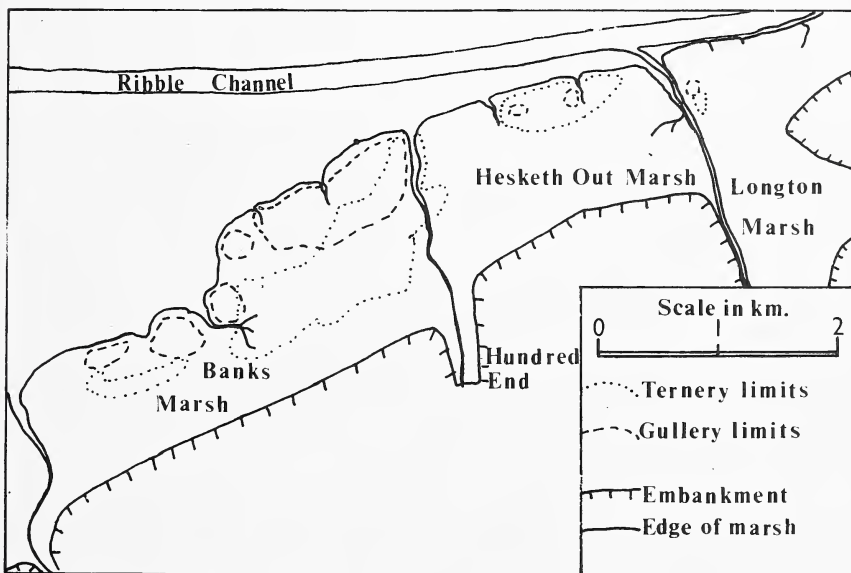 Ribble Channel
Hesketh Out Marsh
Longton
Marsh
Banks
Marsh
Hundred
End
Scale in km.
0 1 2
Ternery limits
Gullery limits
Embankment
Edge of marsh